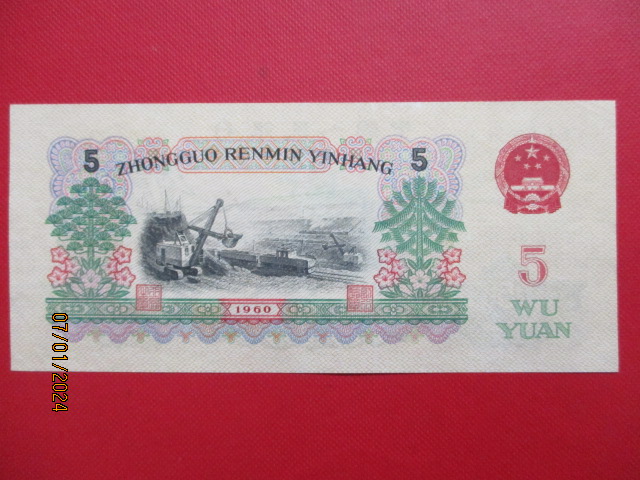 5
ZHONGGUO RENMIN YINHANG
5
5
WU
YUAN
1960
07/01/2024